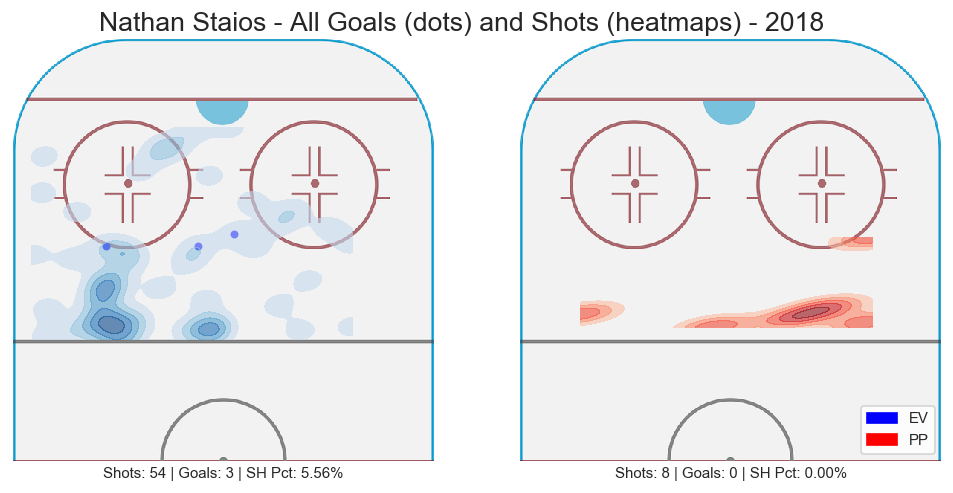 Nathan Staios - All Goals (dots) and Shots (heatmaps) - 2018
EV
PP
Shots: 54 | Goals: 3 | SH Pct: 5.56%
Shots: 8 | Goals: 0 | SH Pct: 0.00%